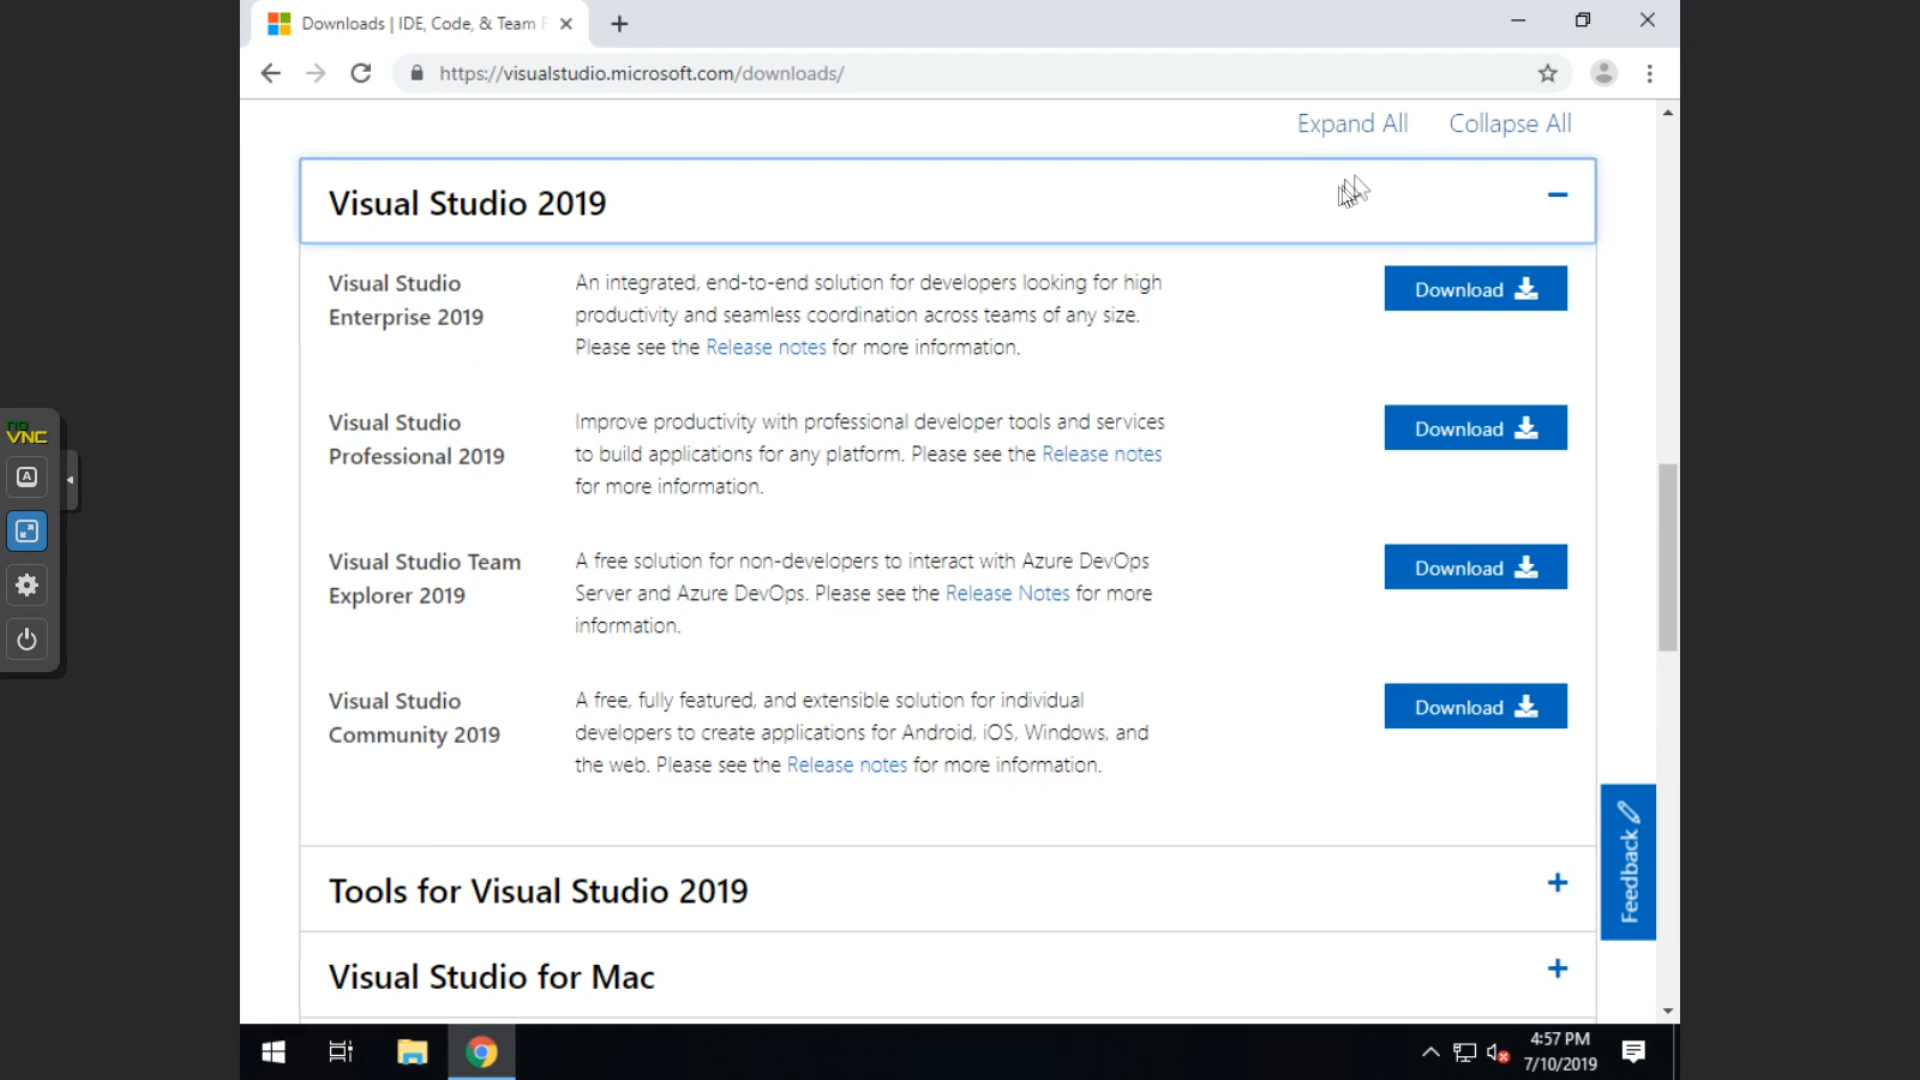 Downloads | IDE, Code, & Team F
https://visualstudio.microsoft.com/downloads/
Expand All Collapse All
Visual Studio 2019
Visual Studio
Enterprise 2019
An integrated, end-to-end solution for developers looking for high
productivity and seamless coordination across teams of any size.
Please see the Release notes for more information.
Download
Visual Studio
Professional 2019
Improve productivity with professional developer tools and services
to build applications for any platform. Please see the Release notes
for more information.
Download
no
VNC
A
Visual Studio Team
Explorer 2019
A free solution for non-developers to interact with Azure DevOps
Server and Azure DevOps. Please see the Release Notes for more
information.
Download
Visual Studio
Community 2019
A free, fully featured, and extensible solution for individual
developers to create applications for Android, iOS, Windows, and
the web. Please see the Release notes for more information.
Download
Feedback
Tools for Visual Studio 2019
Visual Studio for Mac
4:57 PM
7/10/2019